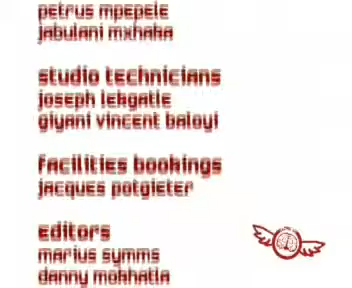 petrus mpepele
jabulani mxhaka
studio technicians
joseph lekgatle
giyani vincent baloyi
facilities bookings
jacques potgieter
editors
marius symms
danny mokhatla